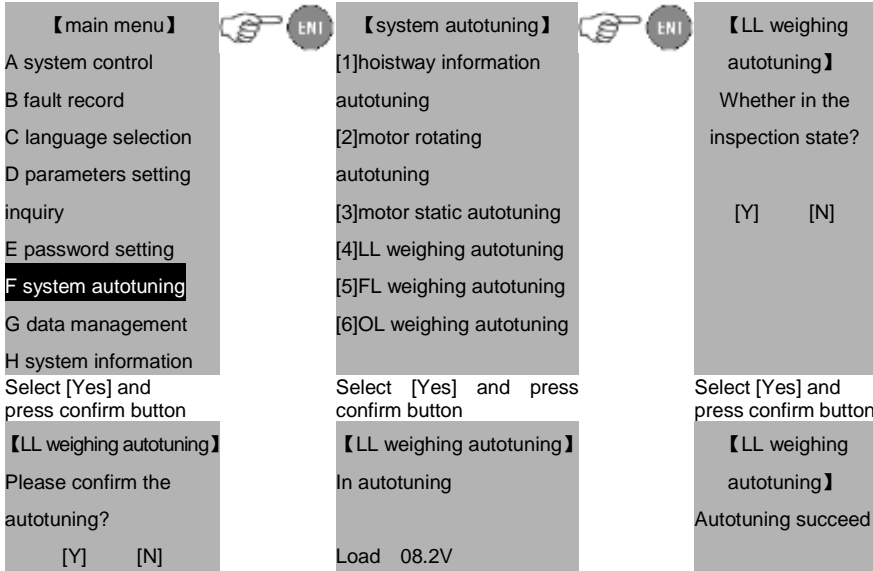 【main menu】
A system control
B fault record
C language selection
D parameters setting
inquiry
E password setting
F system autotuning
G data management
H system information
ENT
【system autotuning】
[1]hoistway information
autotuning
[2]motor rotating
autotuning
[3]motor static autotuning
[4]LL weighing autotuning
[5]FL weighing autotuning
[6]OL weighing autotuning
ENT
【LL weighing
autotuning】
Whether in the
inspection state?
[Y] [N]
Select [Yes] and
press confirm button
Select [Yes] and press
confirm button
Select [Yes] and
press confirm button
【LL weighing autotuning】
Please confirm the
autotuning?
[Y] [N]
【LL weighing autotuning】
In autotuning
Load 08.2V
【LL weighing
autotuning】
Autotuning succeed